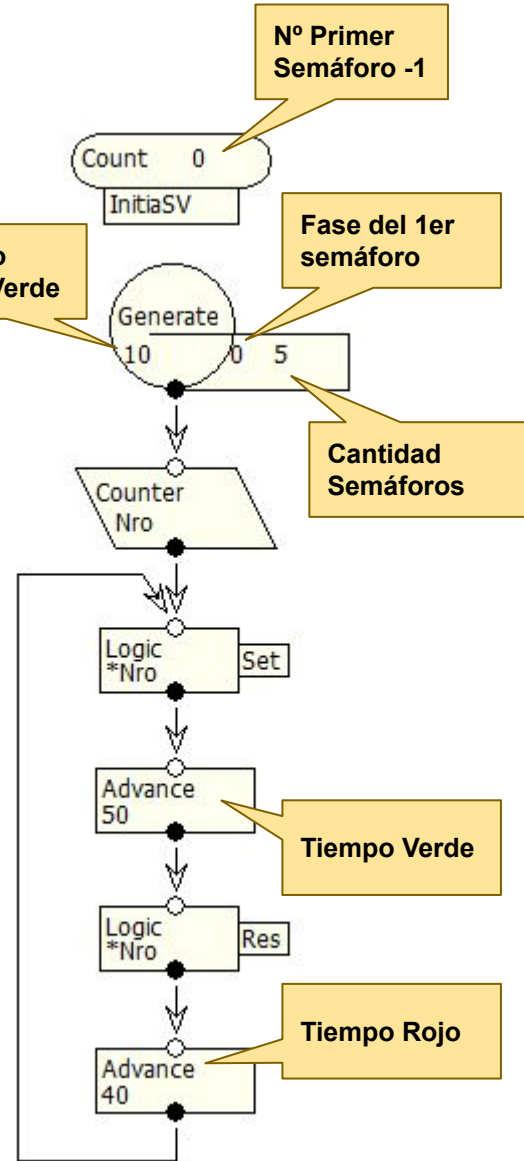 Nº Primer
Semáforo -1
Count 0
InitiaSV
Fase del 1er
semáforo
o
Verde
Generate
10 0 5
Cantidad
Semáforos
Counter
Nro
Logic
*Nro
Set
Advance
50
Tiempo Verde
Logic
*Nro
Res
Tiempo Rojo
Advance
40